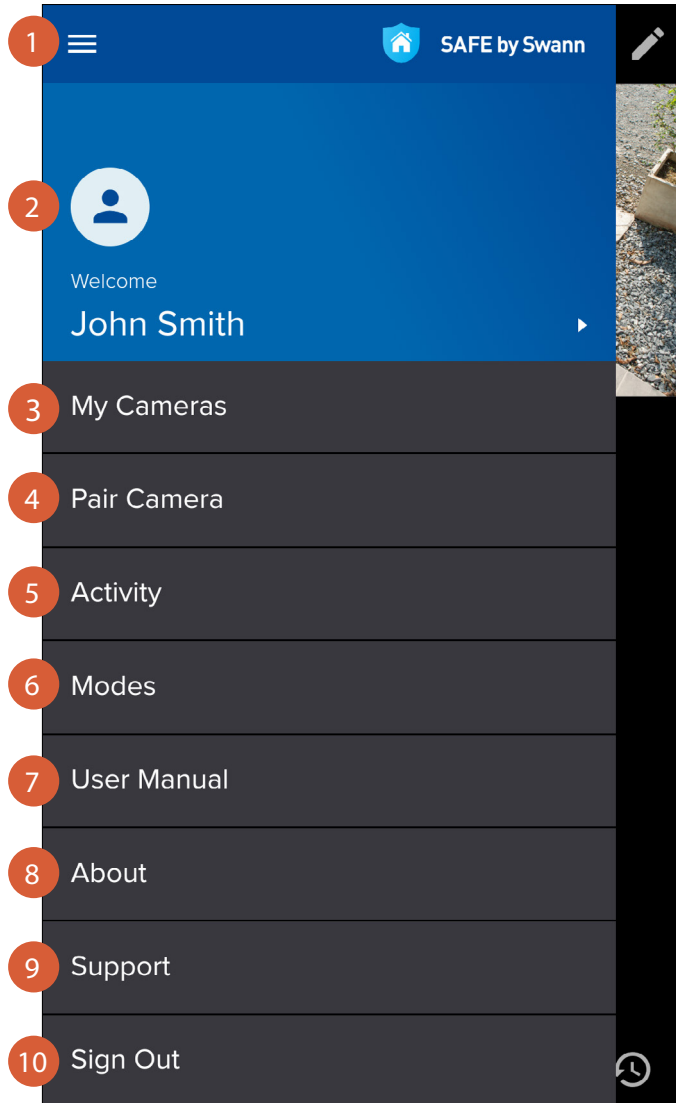 1
SAFE by Swann
2
Welcome
John Smith
3 My Cameras
4 Pair Camera
5 Activity
6 Modes
7 User Manual
8 About
9 Support
10 Sign Out